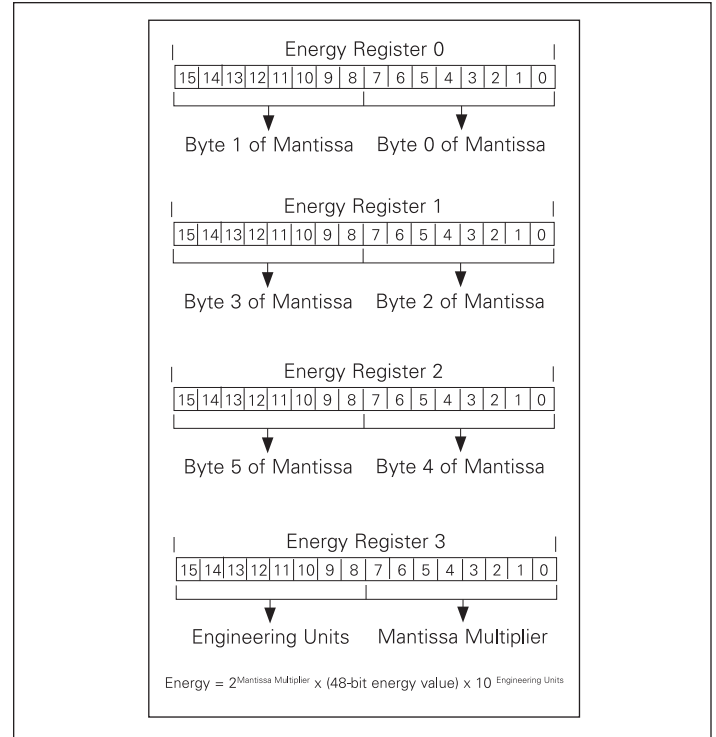 Energy Register 0
15 14 13 12 11 10 9 8 7 6 5 4 3 2 1 0
Byte 1 of Mantissa Byte 0 of Mantissa
Energy Register 1
15 14 13 12 11 10 9 8 7 6 5 4 3 2 1 0
Byte 3 of Mantissa Byte 2 of Mantissa
Energy Register 2
15 14 13 12 11 10 9 8 7 6 5 4 3 2 1 0
Byte 5 of Mantissa Byte 4 of Mantissa
Energy Register 3
15 14 13 12 11 10 9 8 7 6 5 4 3 2 1 0
Engineering Units Mantissa Multiplier
Energy = 2 Mantissa Multiplier x (48-bit energy value) x 10 Engineering Units